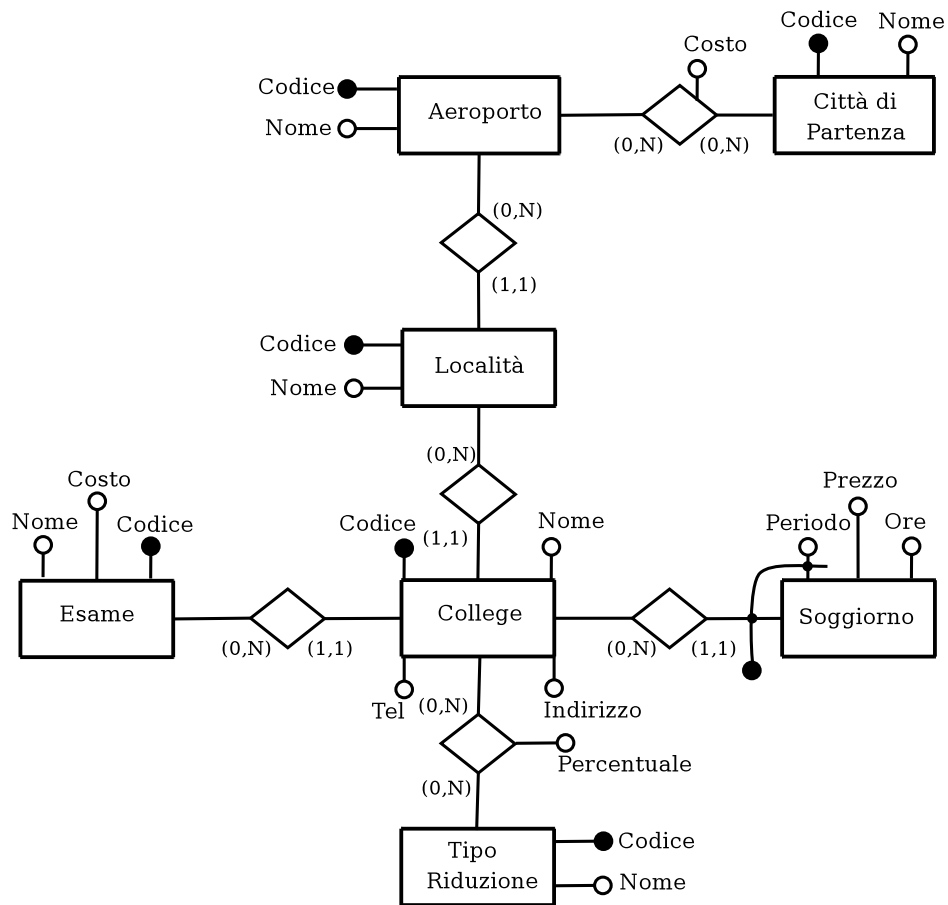 Codice Nome
Costo
Codice
Aeroporto
Città di
Partenza
Nome
(0,N) (0,N)
(0,N)
(1,1)
Codice
Località
Nome
(0,N)
Costo
Prezzo
Nome
Codice
Codice
(1,1)
Nome
Periodo
Ore
Esame
College
Soggiorno
(0,N) (1,1)
(0,N) (1,1)
Tel
(0,N)
Indirizzo
Percentuale
(0,N)
Tipo
Riduzione
Codice
Nome